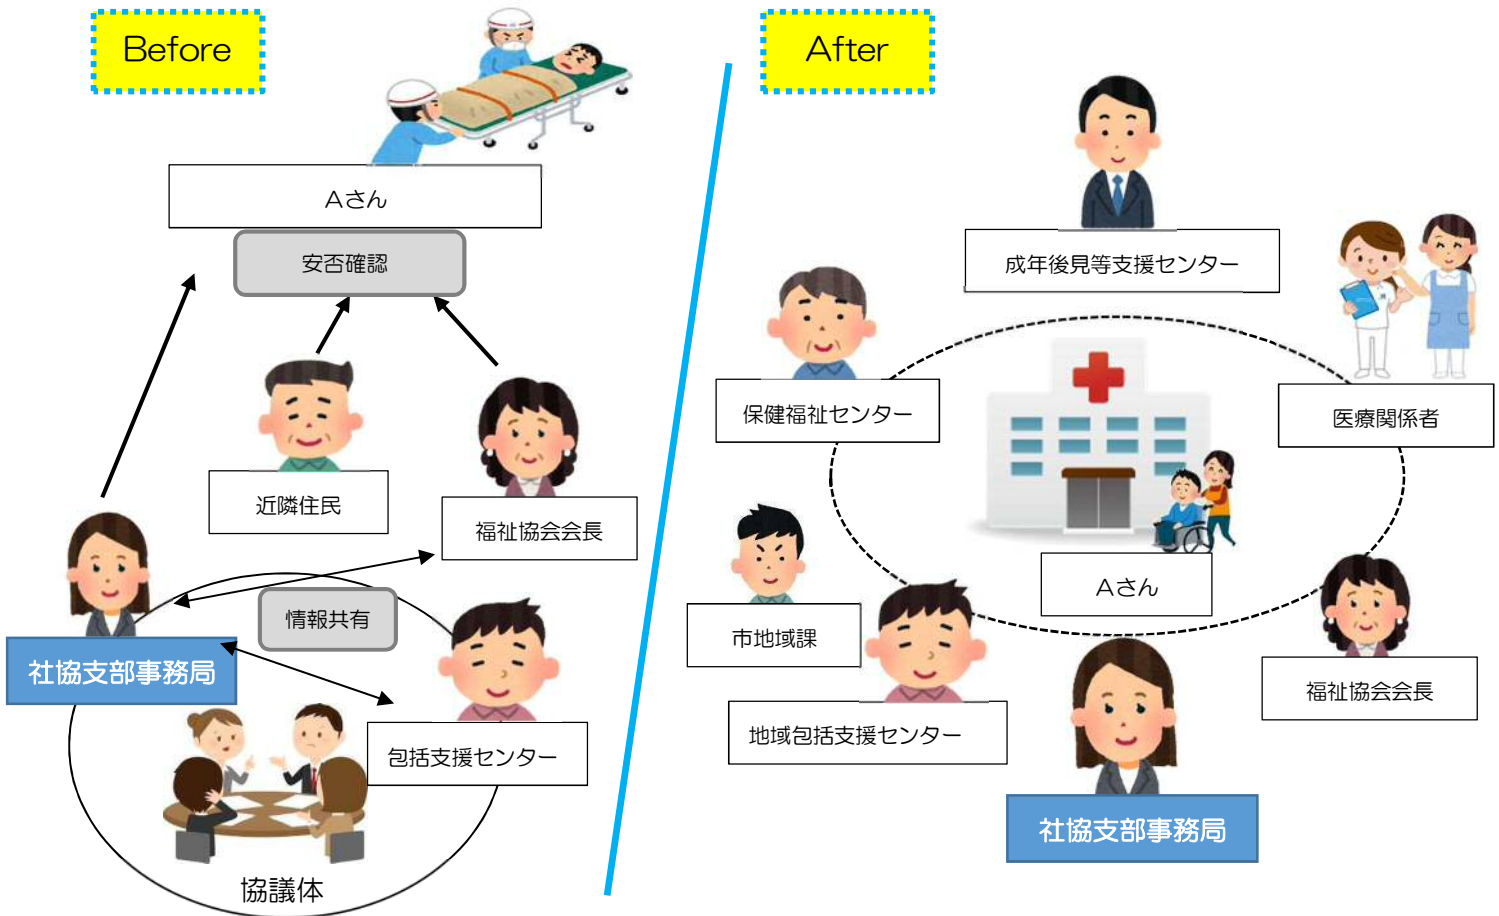 Before
Aさん
安否確認
近隣住民
福祉協会会長
情報共有
社協支部事務局
包括支援センター
協議体
After
成年後見等支援センター
保健福祉センター
医療関係者
Aさん
市地域課
福祉協会会長
地域包括支援センター
社協支部事務局